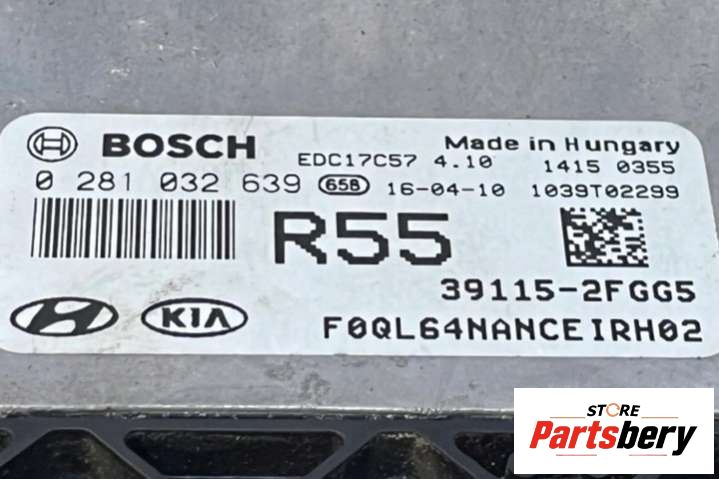 BOSCH
Made in Hungary
EDC17C57 4.10
1415 0355
0 281 032 639 658 16-04-10 1039T02299
R55
39115-2FGG5
KIA
F0QL64NANCEIRH02
STORE
Partsbery